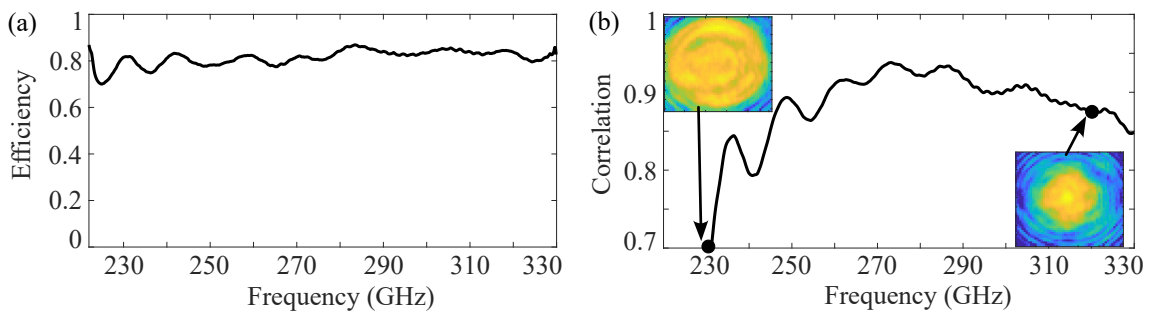 (a)
1
0.8
0.6
0.4
0.2
0
Efficiency
230 250 270 290 310 330
Frequency (GHz)
(b)
1
0.9
0.8
0.7
Correlation
230 250 270 290 310 330
Frequency (GHz)